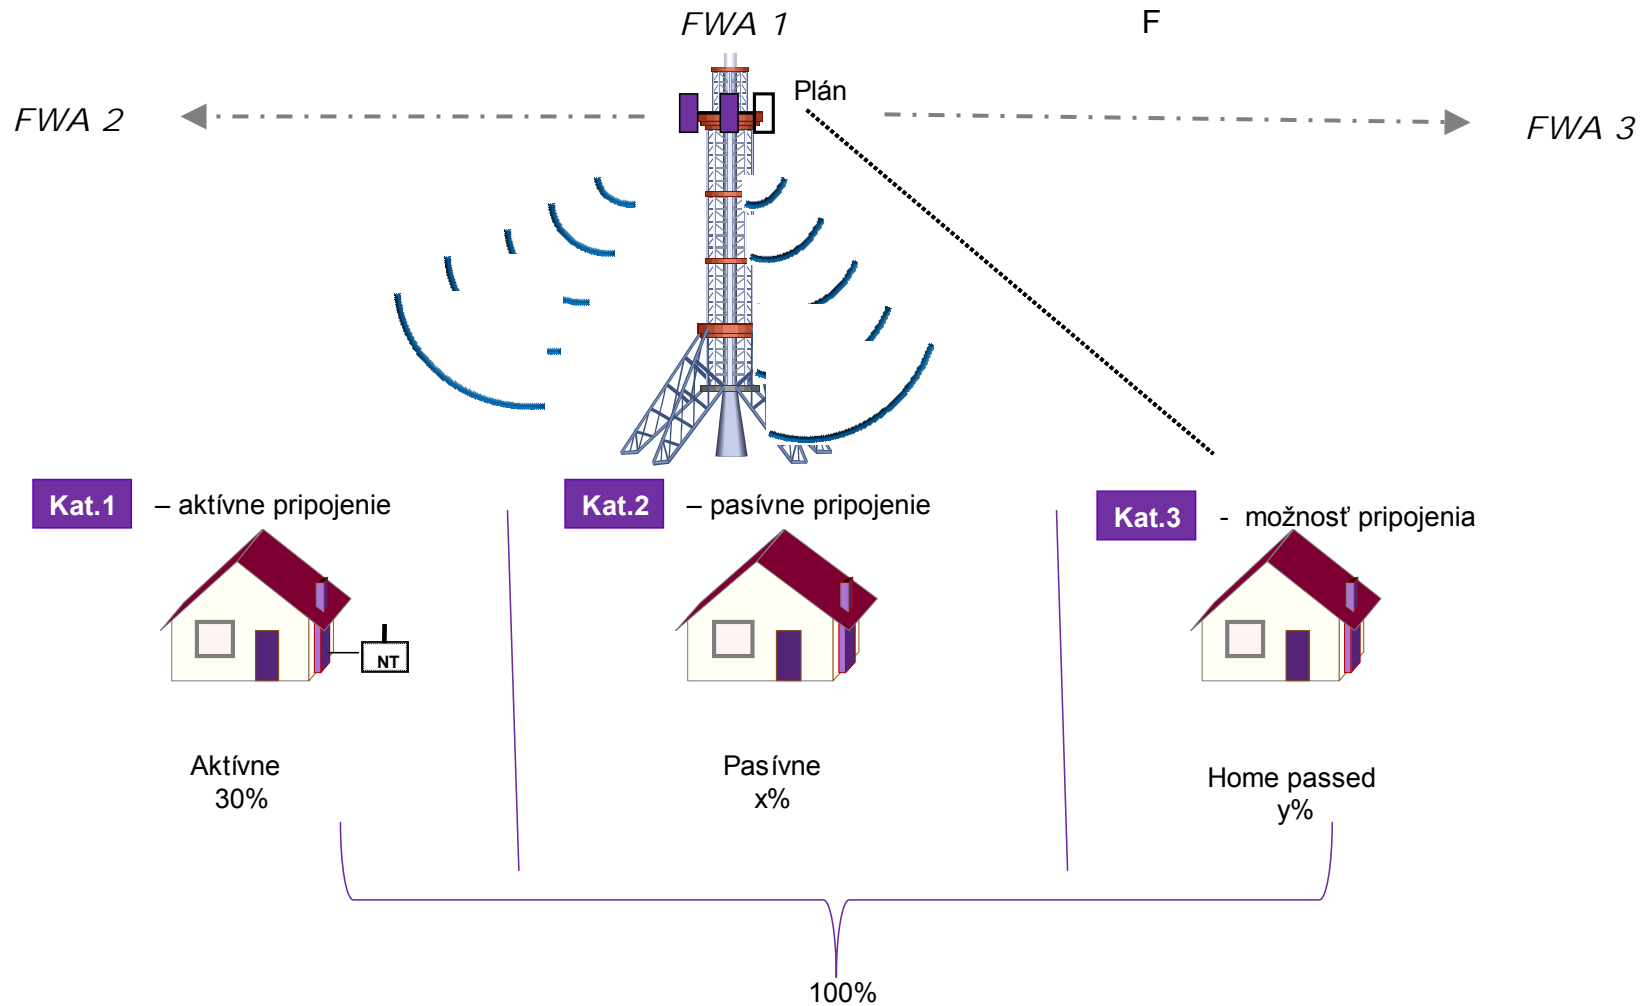 FWA 1
F
Plán
FWA 2
FWA 3
Kat.1 – aktívne pripojenie
Kat.2 – pasívne pripojenie
Kat.3 - možnosť pripojenia
NT
Aktívne
30%
Pasívne
x%
Home passed
y%
100%